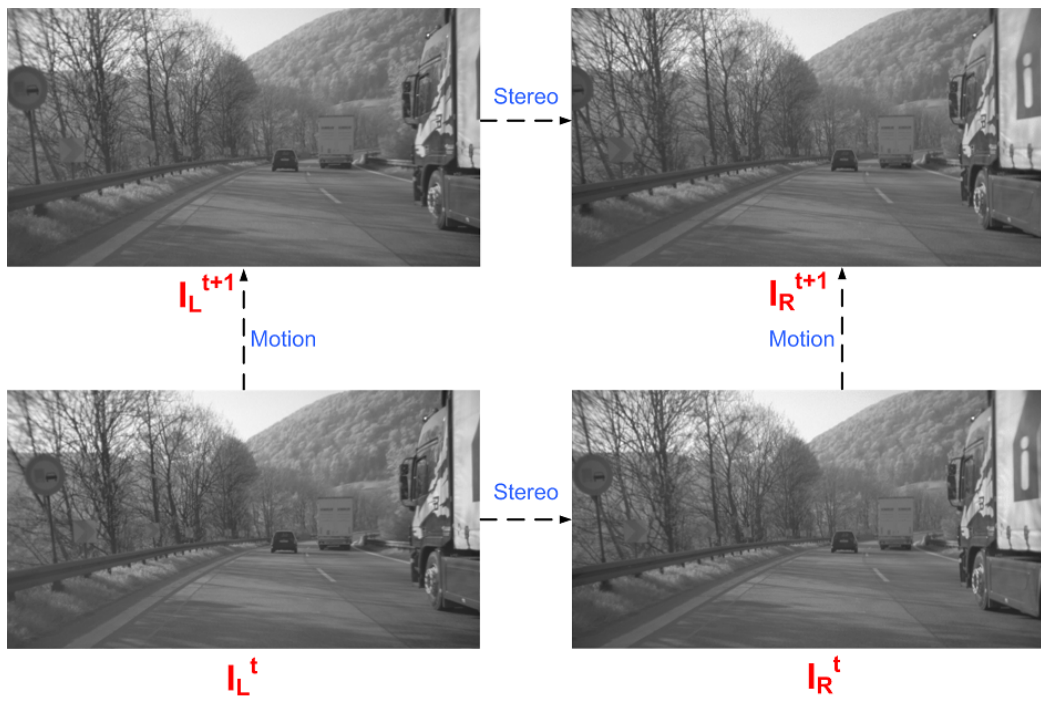 Stereo
I_L^{t+1}
I_R^{t+1}
Motion
Motion
Stereo
I_L^t
I_R^t